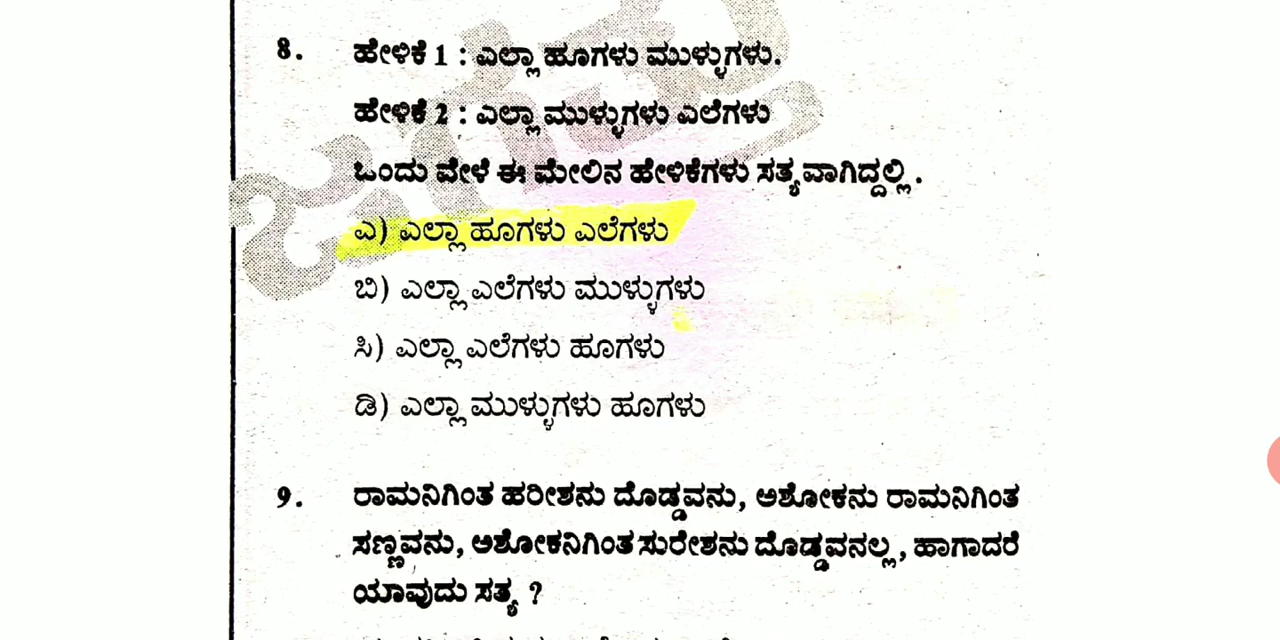 8. ಹೇಳಿಕೆ 1 : ಎಲ್ಲಾ ಹೂಗಳು ಮುಳ್ಳುಗಳು.
ಹೇಳಿಕೆ 2 : ಎಲ್ಲಾ ಮುಳ್ಳುಗಳು ಎಲೆಗಳು
ಒಂದು ವೇಳೆ ಈ ಮೇಲಿನ ಹೇಳಿಕೆಗಳು ಸತ್ಯವಾಗಿದ್ದಲ್ಲಿ.
ಎ) ಎಲ್ಲಾ ಹೂಗಳು ಎಲೆಗಳು
ಬಿ) ಎಲ್ಲಾ ಎಲೆಗಳು ಮುಳ್ಳುಗಳು
ಸಿ) ಎಲ್ಲಾ ಎಲೆಗಳು ಹೂಗಳು
ಡಿ) ಎಲ್ಲಾ ಮುಳ್ಳುಗಳು ಹೂಗಳು
9. ರಾಮನಿಗಿಂತ ಹರೀಶನು ದೊಡ್ಡವನು, ಅಶೋಕನು ರಾಮನಿಗಿಂತ
ಸಣ್ಣವನು, ಅಶೋಕನಿಗಿಂತ ಸುರೇಶನು ದೊಡ್ಡವನಲ್ಲ, ಹಾಗಾದರೆ
ಯಾವುದು ಸತ್ಯ ?